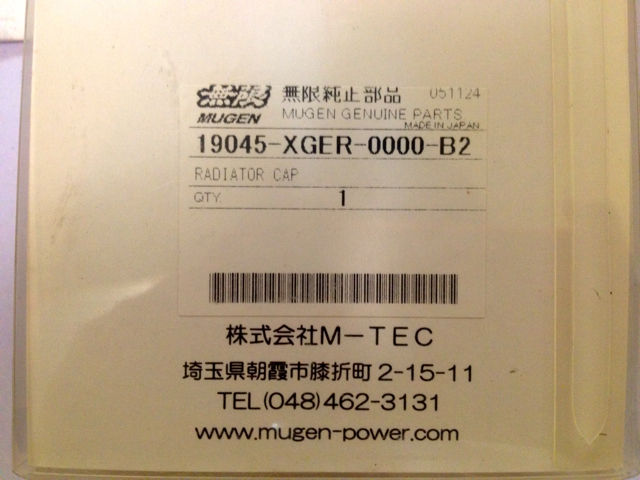 無限 無限純正部品 051124
MUGEN MUGEN GENUINE PARTS
MADE IN JAPAN
19045-XGER-0000-B2
RADIATOR CAP
QTY. 1
株式会社M-TEC
埼玉県朝霞市膝折町2-15-11
TEL(048)462-3131
www.mugen-power.com